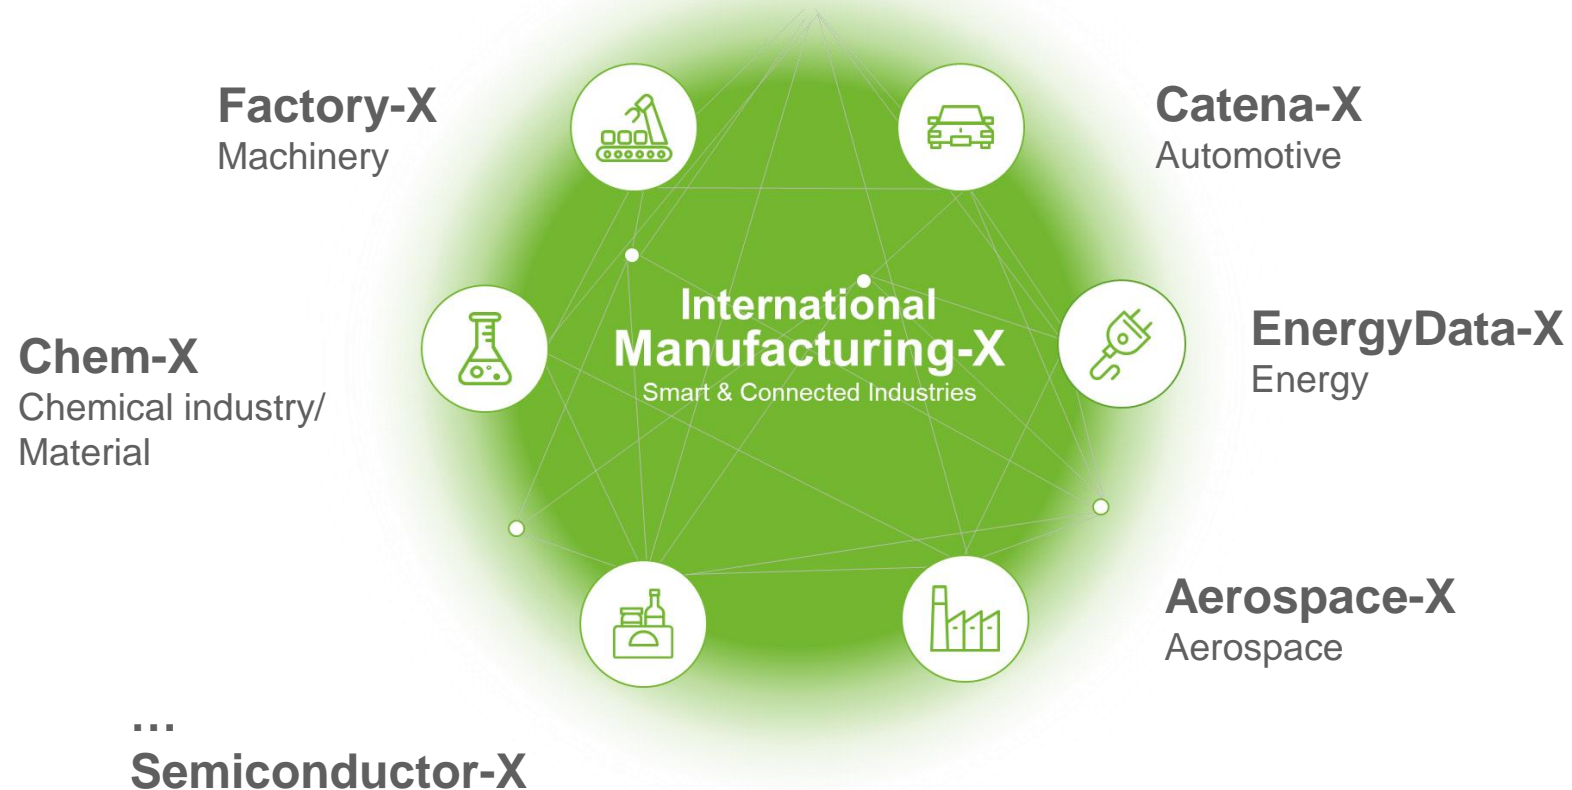 Factory-X
Machinery
Catena-X
Automotive
International
Manufacturing-X
Smart & Connected Industries
Chem-X
Chemical industry/
Material
EnergyData-X
Energy
Aerospace-X
Aerospace
…
Semiconductor-X